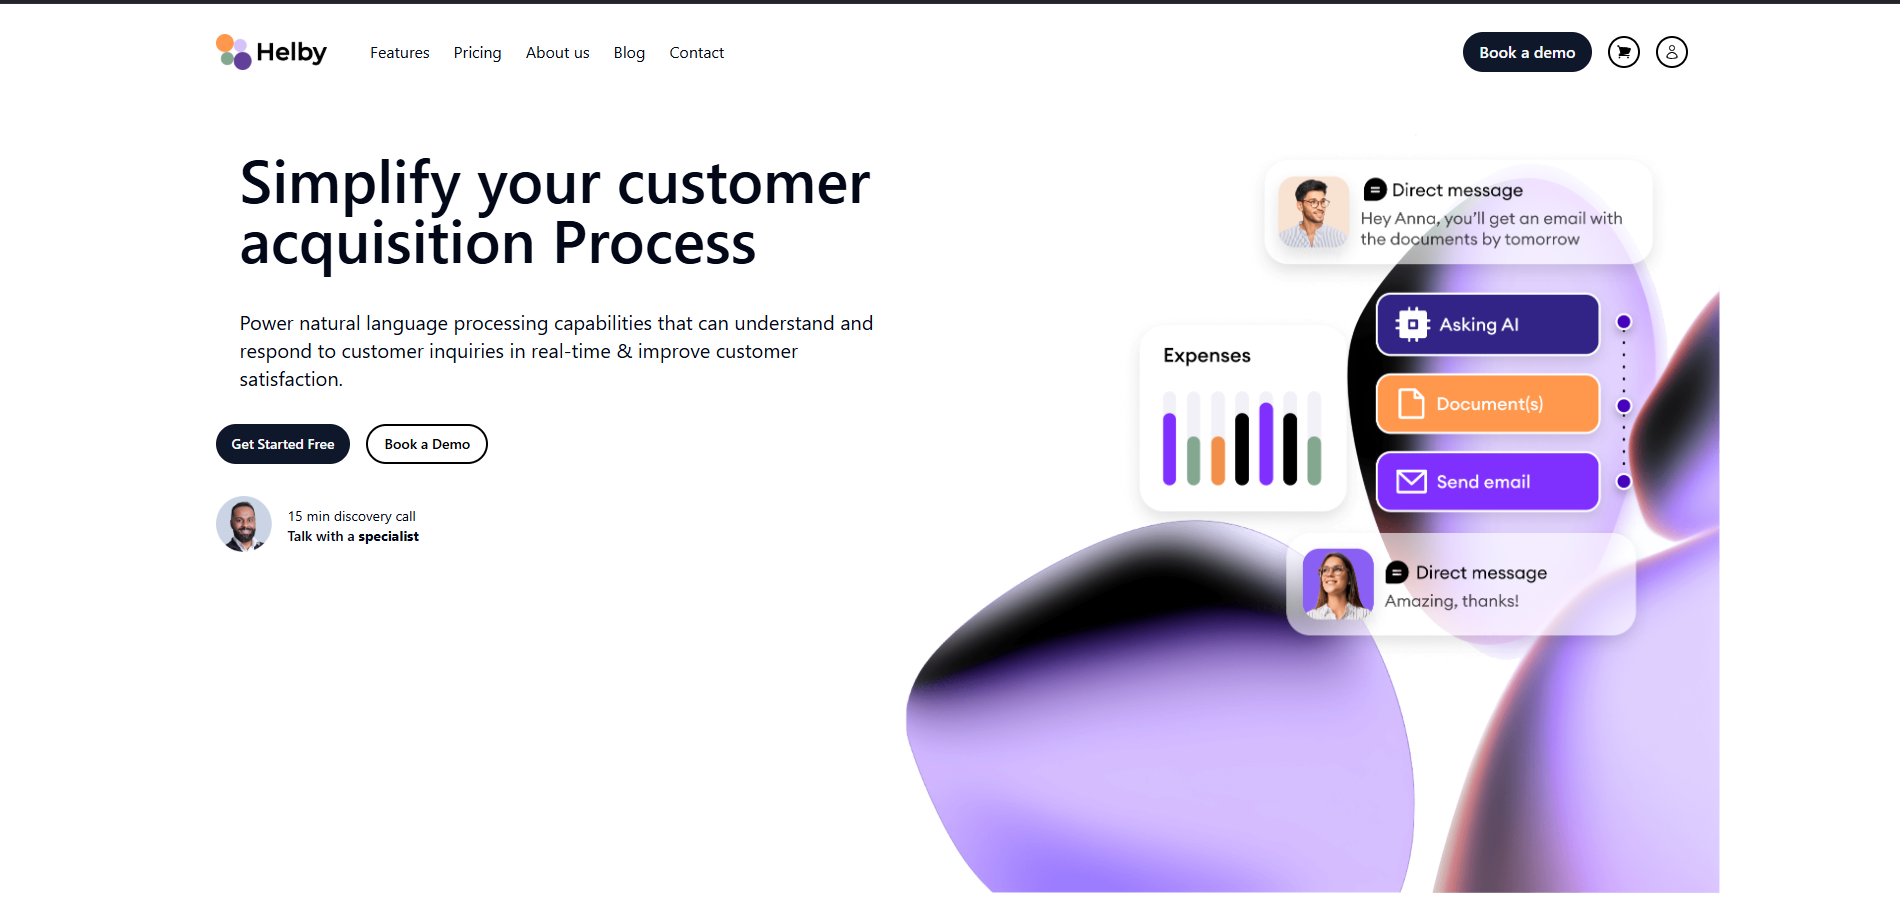 Helby
Features
Pricing
About us
Blog
Contact
Book a demo
Simplify your customer
acquisition Process
Power natural language processing capabilities that can understand and
respond to customer inquiries in real-time & improve customer
satisfaction.
Get Started Free
Book a Demo
15 min discovery call
Talk with a specialist
Direct message
Hey Anna, you'll get an email with
the documents by tomorrow
Expenses
Asking AI
Document(s)
Send email
Direct message
Amazing, thanks!